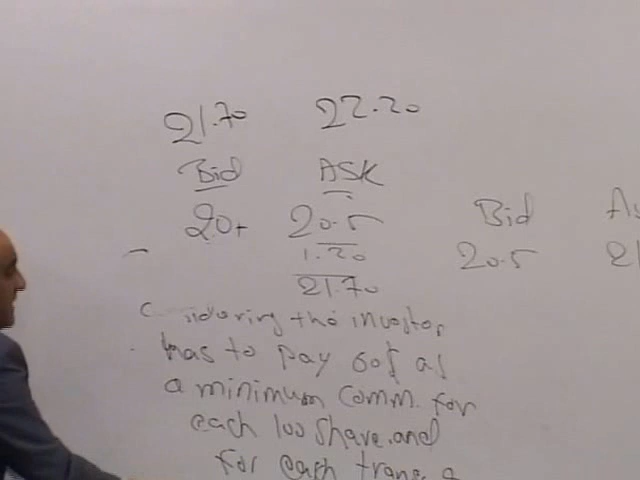 21.70 22.20
Bid ASK
20+ 20.5
1.20
21.70
Bid
20.5 21
Considering the investor
has to pay 60$ as
a minimum comm. for
each 100 share. and
for each trans. a